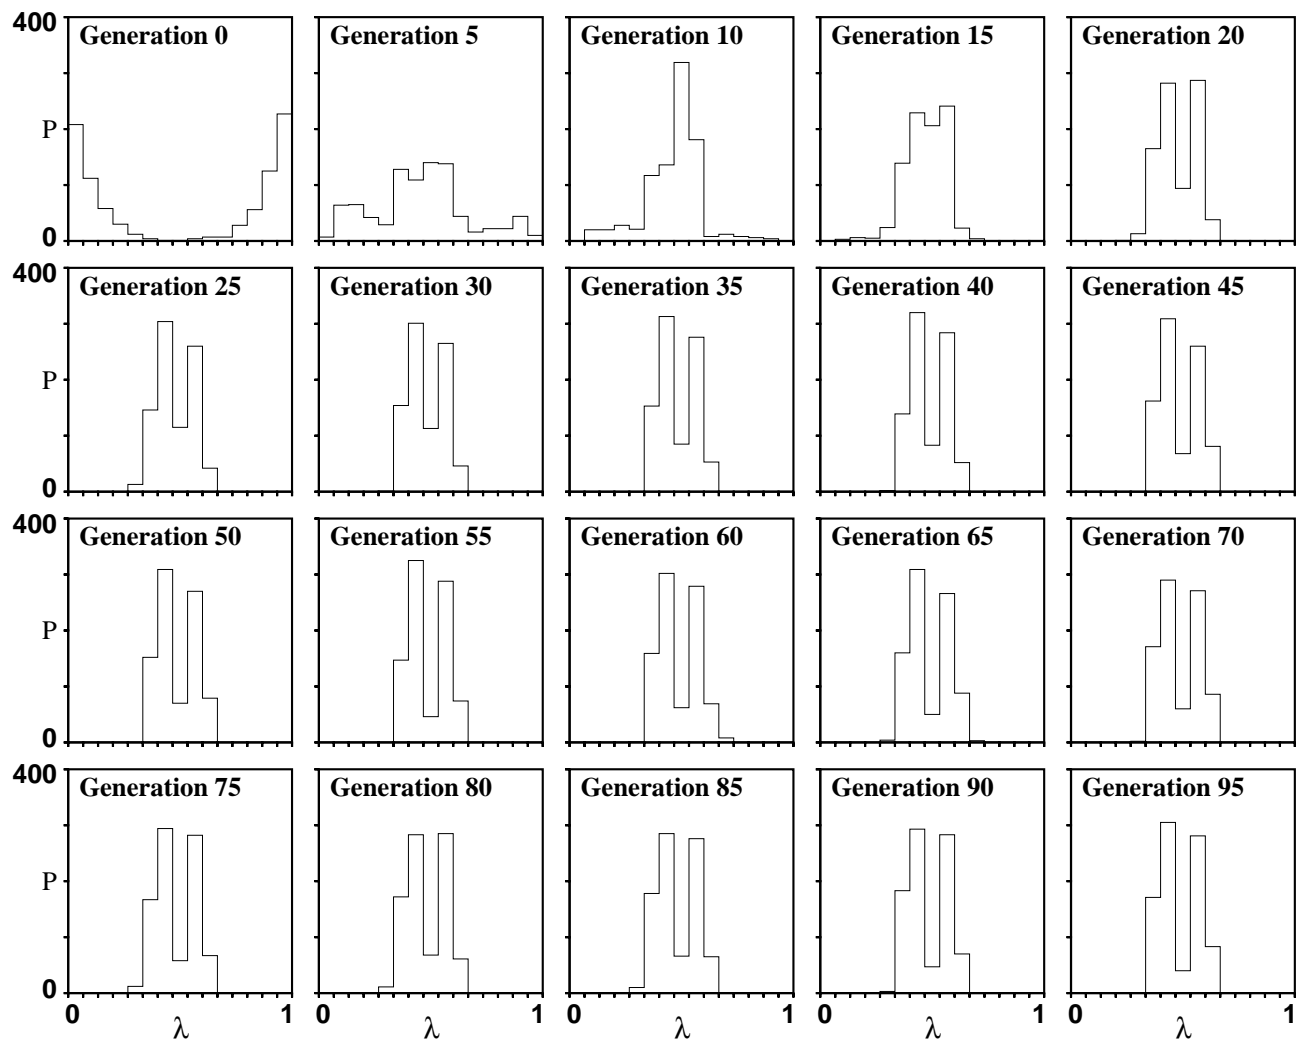 400 Generation 0 Generation 5 Generation 10 Generation 15 Generation 20
P
0
400 Generation 25 Generation 30 Generation 35 Generation 40 Generation 45
P
0
400 Generation 50 Generation 55 Generation 60 Generation 65 Generation 70
P
0
400 Generation 75 Generation 80 Generation 85 Generation 90 Generation 95
P
0
0 1 0 1 0 1 0 1 0 1
λ λ λ λ λ